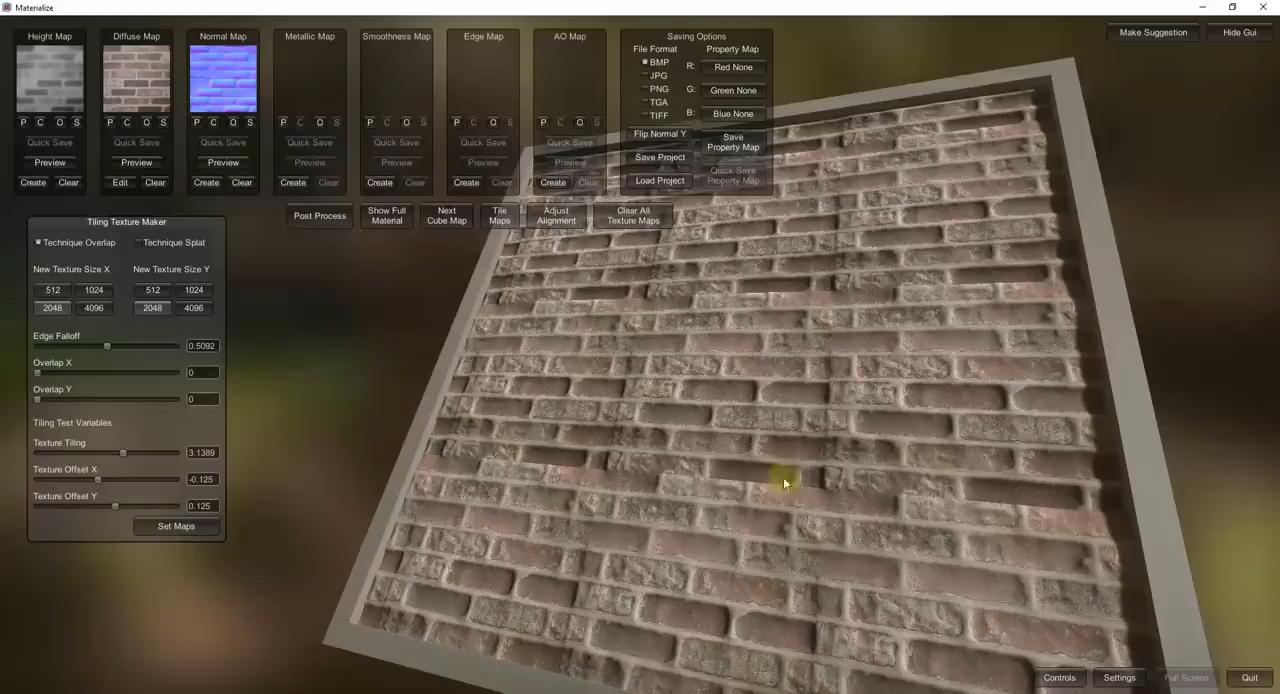 Materialize
Height Map
Diffuse Map
Normal Map
Metallic Map
Smoothness Map
Edge Map
AO Map
Saving Options
Make Suggestion
Hide Gui
File Format
Property Map
BMP
JPG
PNG
TGA
TIFF
R: Red None
G: Green None
B: Blue None
P C O S
P C O S
P C O S
P C O S
P C O S
P C O S
P C O S
Quick Save
Quick Save
Quick Save
Quick Save
Quick Save
Quick Save
Quick Save
Preview
Preview
Preview
Preview
Preview
Preview
Preview
Create Clear
Edit Clear
Create Clear
Create Clear
Create Clear
Create Clear
Create Clear
Flip Normal Y
Save Project
Load Project
Save
Property Map
Quick Save
Property Map
Post Process
Show Full
Material
Next
Cube Map
Tile
Maps
Adjust
Alignment
Clear All
Texture Maps
Tiling Texture Maker
Technique Overlap Technique Splat
New Texture Size X New Texture Size Y
512 1024 512 1024
2048 4096 2048 4096
Edge Falloff
0.5092
Overlap X
0
Overlap Y
0
Tiling Test Variables
Texture Tiling
3.1389
Texture Offset X
-0.125
Texture Offset Y
0.125
Set Maps
Controls
Settings
Full Screen
Quit